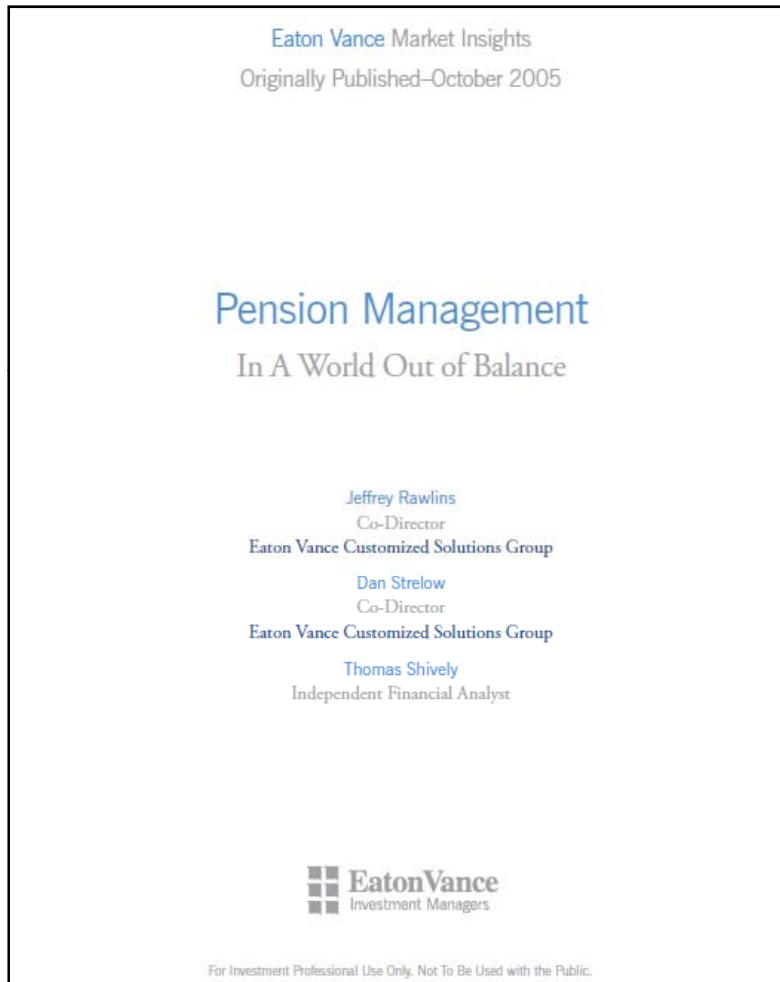 Eaton Vance Market Insights
Originally Published–October 2005
Pension Management
In A World Out of Balance
Jeffrey Rawlins
Co-Director
Eaton Vance Customized Solutions Group
Dan Strelow
Co-Director
Eaton Vance Customized Solutions Group
Thomas Shively
Independent Financial Analyst
EatonVance
Investment Managers
For Investment Professional Use Only. Not To Be Used with the Public.